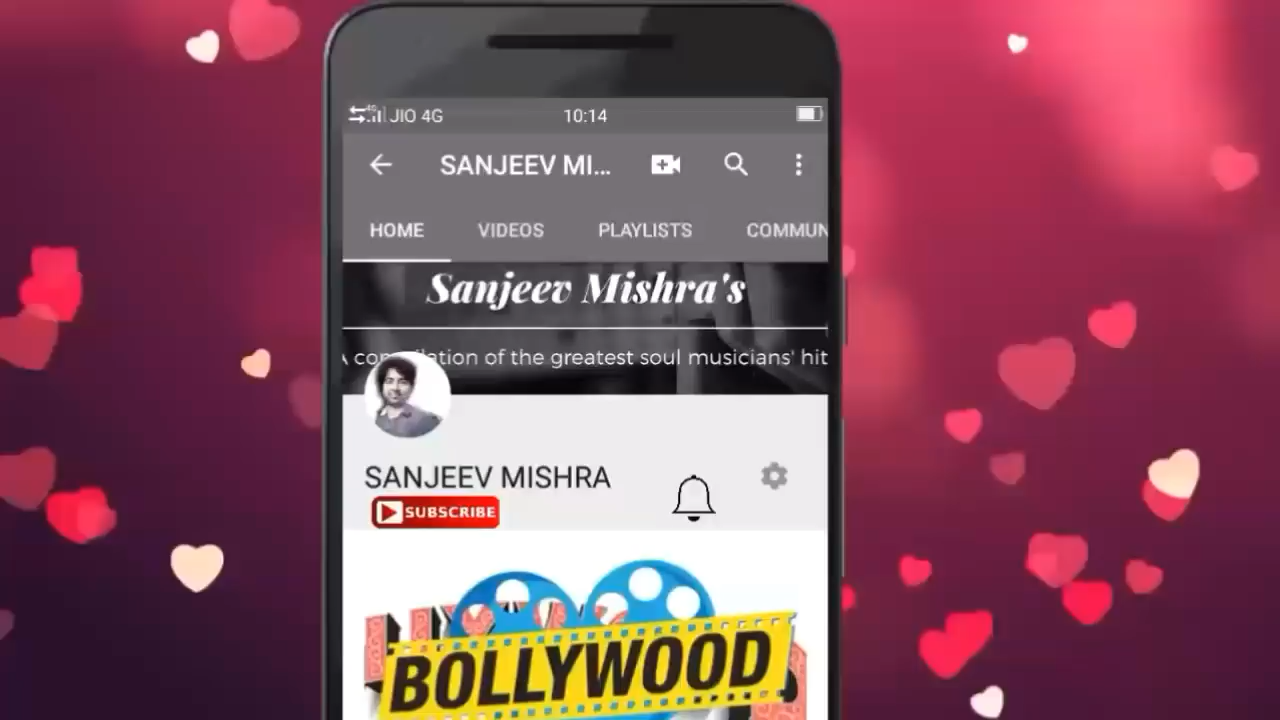 4G JIO 4G 10:14
SANJEEV MI...
HOME VIDEOS PLAYLISTS COMMUN
Sanjeev Mishra's
of the greatest soul musicians' hit
SANJEEV MISHRA
SUBSCRIBE
BOLLYWOOD